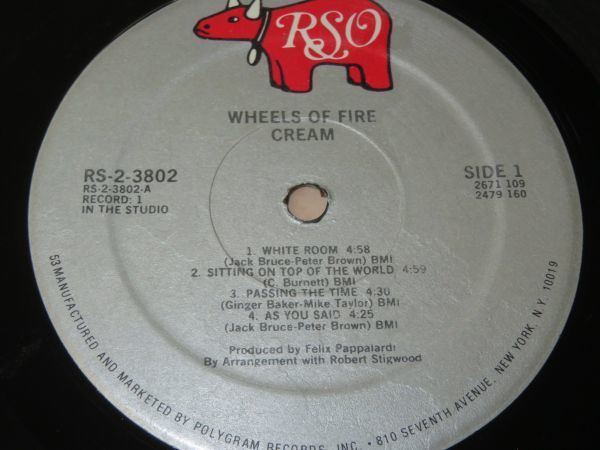 RSO
WHEELS OF FIRE
CREAM
RS-2-3802
RS-2-3802-A
RECORD: 1
IN THE STUDIO
SIDE 1
2671 109
2479 160
1. WHITE ROOM 4:58
(Jack Bruce-Peter Brown) BMI
2. SITTING ON TOP OF THE WORLD 4:59
(C. Burnett) BMI
3. PASSING THE TIME 4:30
(Ginger Baker-Mike Taylor) BMI
4. AS YOU SAID 4:25
(Jack Bruce-Peter Brown) BMI
Produced by Felix Pappalardi
By Arrangement with Robert Stigwood
53 MANUFACTURED AND MARKETED BY POLYGRAM RECORDS, INC. • 810 SEVENTH AVENUE, NEW YORK, N.Y. 10019